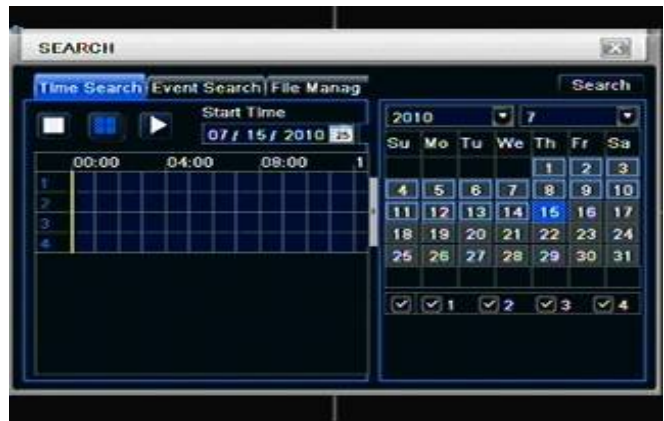 SEARCH
Time Search Event Search File Manag
Search
Start Time
07 / 15 / 2010 25
00:00 04:00 08:00 1
1
2
3
4
2010 7
Su Mo Tu We Th Fr Sa
1 2 3
4 5 6 7 8 9 10
11 12 13 14 15 16 17
18 19 20 21 22 23 24
25 26 27 28 29 30 31
1 2 3 4